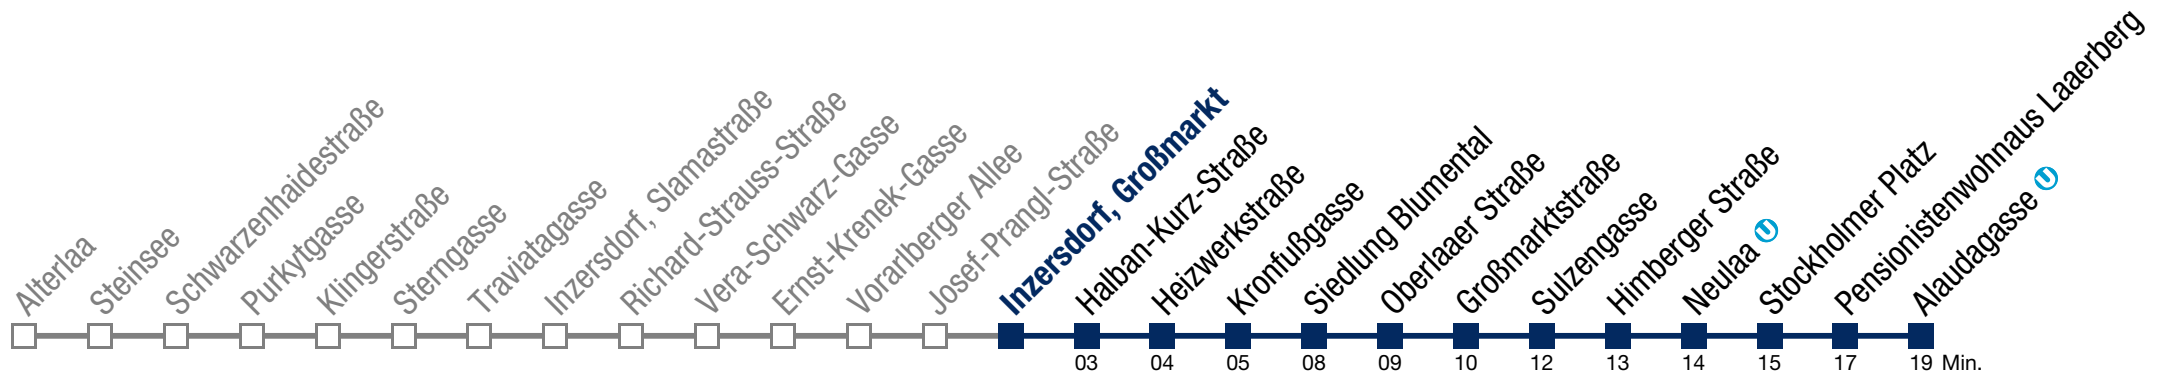 Alterlaa
Steinsee
Schwarzenhaidestraße
Purkytgasse
Klingerstraße
Sterngasse
Traviatagasse
Inzersdorf, Slamastraße
Richard-Strauss-Straße
Vera-Schwarz-Gasse
Ernst-Krenek-Gasse
Vorarlberger Allee
Josef-Prangl-Straße
Inzersdorf, Großmarkt
Halban-Kurz-Straße
Heizwerkstraße
Kronfußgasse
Siedlung Blumental
Oberlaaer Straße
Großmarktstraße
Sulzengasse
Himberger Straße
Neulaa U
Stockholmer Platz
Pensionistenwohnhaus Laaerberg
Alaudagasse U
03 04 05 08 09 10 12 13 14 15 17 19 Min.